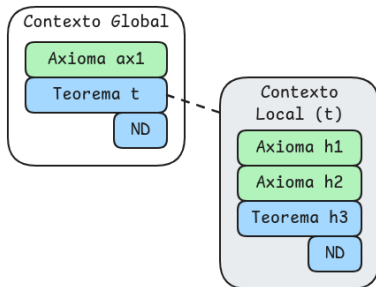 Contexto Global
Axioma ax1
Teorema t
ND
Contexto
Local (t)
Axioma h1
Axioma h2
Teorema h3
ND